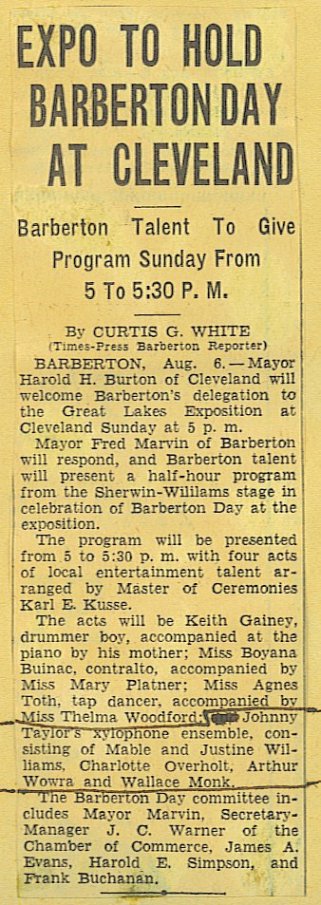 EXPO TO HOLD
BARBERTON DAY
AT CLEVELAND
Barberton Talent To Give
Program Sunday From
5 To 5:30 P. M.
By CURTIS G. WHITE
(Times-Press Barberton Reporter)
BARBERTON, Aug. 6.—Mayor
Harold H. Burton of Cleveland will
welcome Barberton's delegation to
the Great Lakes Exposition at
Cleveland Sunday at 5 p. m.
Mayor Fred Marvin of Barberton
will respond, and Barberton talent
will present a half-hour program
from the Sherwin-Wililams stage in
celebration of Barberton Day at the
exposition.
The program will be presented
from 5 to 5:30 p. m. with four acts
of local entertainment talent ar-
ranged by Master of Ceremonies
Karl E. Kusse.
The acts will be Keith Gainey,
drummer boy, accompanied at the
piano by his mother; Miss Boyana
Buinac, contralto, accompanied by
Miss Mary Platner; Miss Agnes
Toth, tap dancer, accompanied by
Miss Thelma Woodford; Johnny
Taylor's xylophone ensemble, con-
sisting of Mable and Justine Wil-
liams, Charlotte Overholt, Arthur
Wowra and Wallace Monk.
The Barberton Day committee in-
cludes Mayor Marvin, Secretary-
Manager J. C. Warner of the
Chamber of Commerce, James A.
Evans, Harold E. Simpson, and
Frank Buchanan.